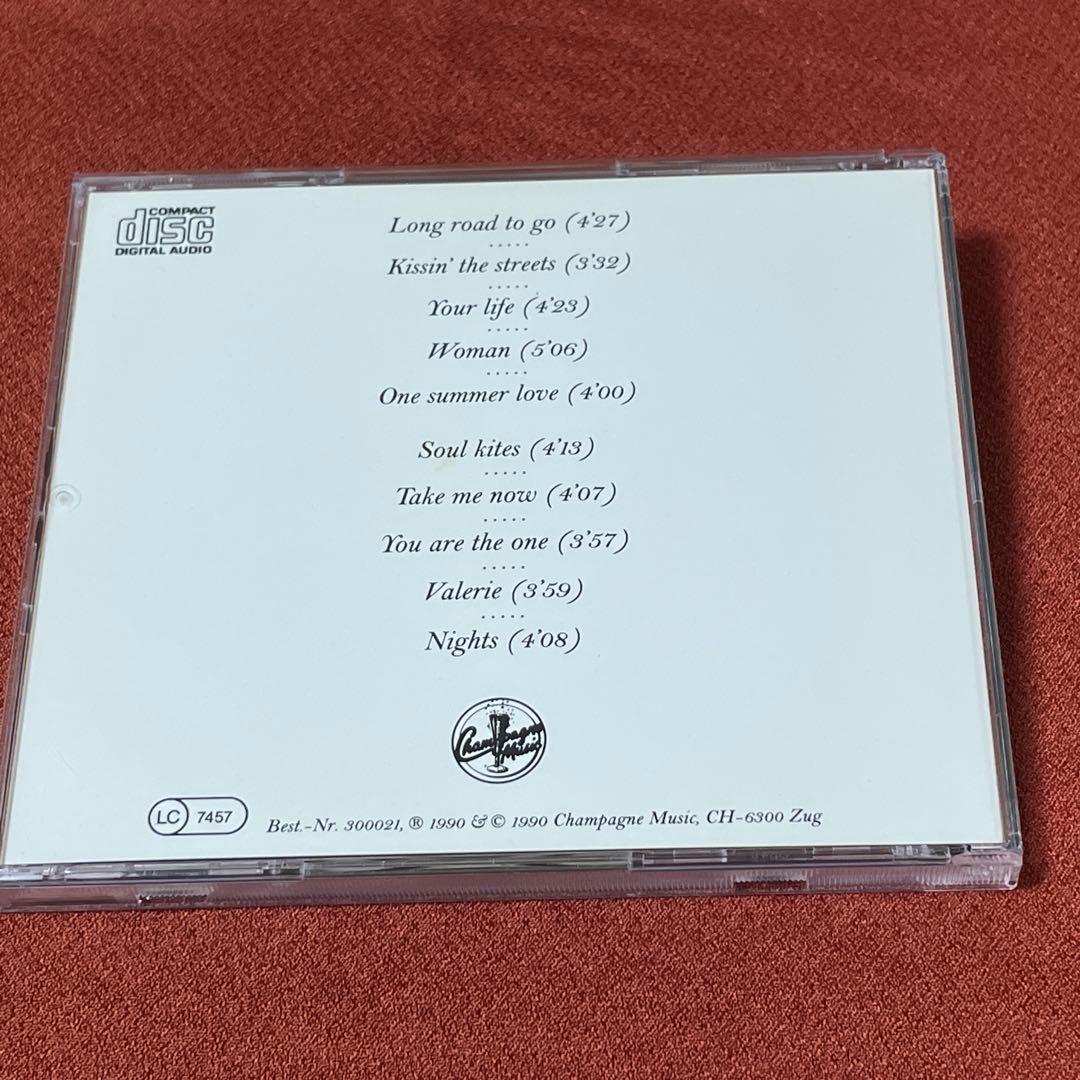 COMPACT
disc
DIGITAL AUDIO
Long road to go (4'27)
.....
Kissin' the streets (3'32)
.....
Your life (4'23)
.....
Woman (5'06)
.....
One summer love (4'00)
Soul kites (4'13)
.....
Take me now (4'07)
.....
You are the one (3'57)
.....
Valerie (3'59)
.....
Nights (4'08)
Champagne
Music
LC 7457
Best.-Nr. 300021, ® 1990 & © 1990 Champagne Music, CH-6300 Zug